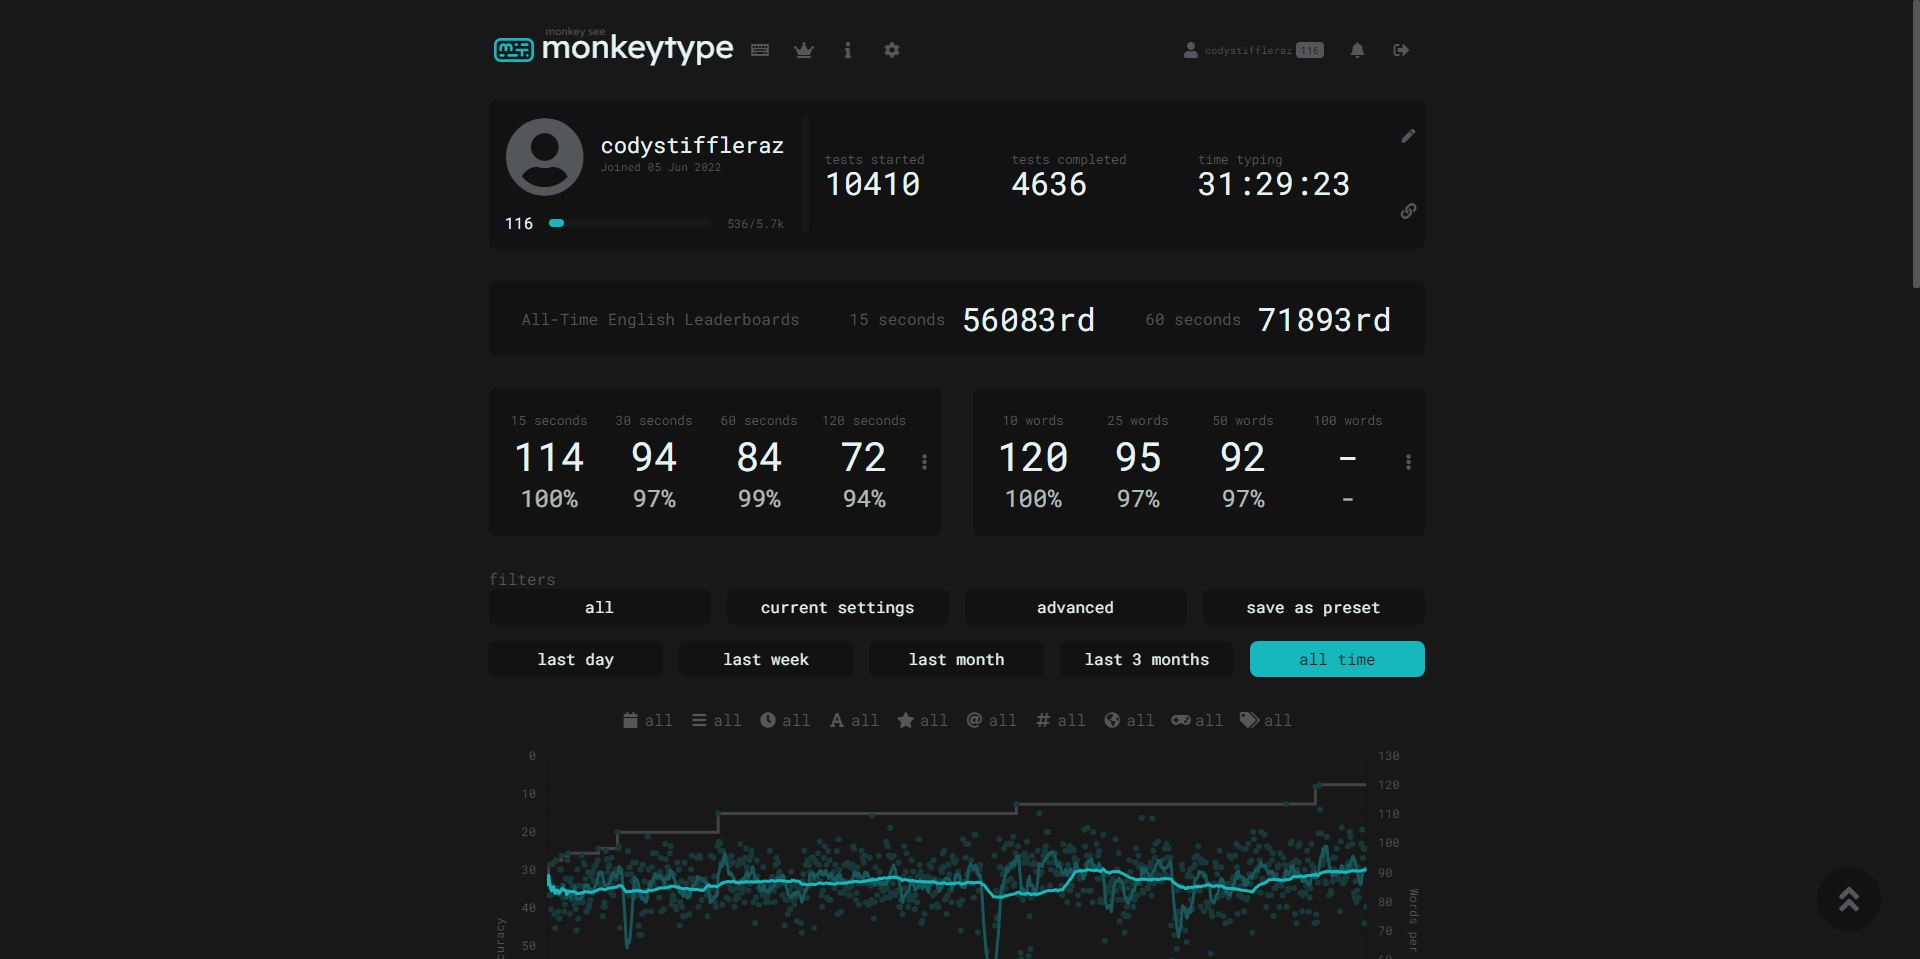 monkey see
monkeytype
codystiffleraz 116
codystiffleraz
Joined 05 Jun 2022
116 536/5.7k
tests started
10410
tests completed
4636
time typing
31:29:23
All-Time English Leaderboards 15 seconds 56083rd 60 seconds 71893rd
15 seconds 30 seconds 60 seconds 120 seconds
114 94 84 72
100% 97% 99% 94%
10 words 25 words 50 words 100 words
120 95 92 -
100% 97% 97% -
filters
all current settings advanced save as preset
last day last week last month last 3 months all time
all all all all all all all all all all
0 130
10 120
20 110
30 100
40 90
50 80
70
Words per